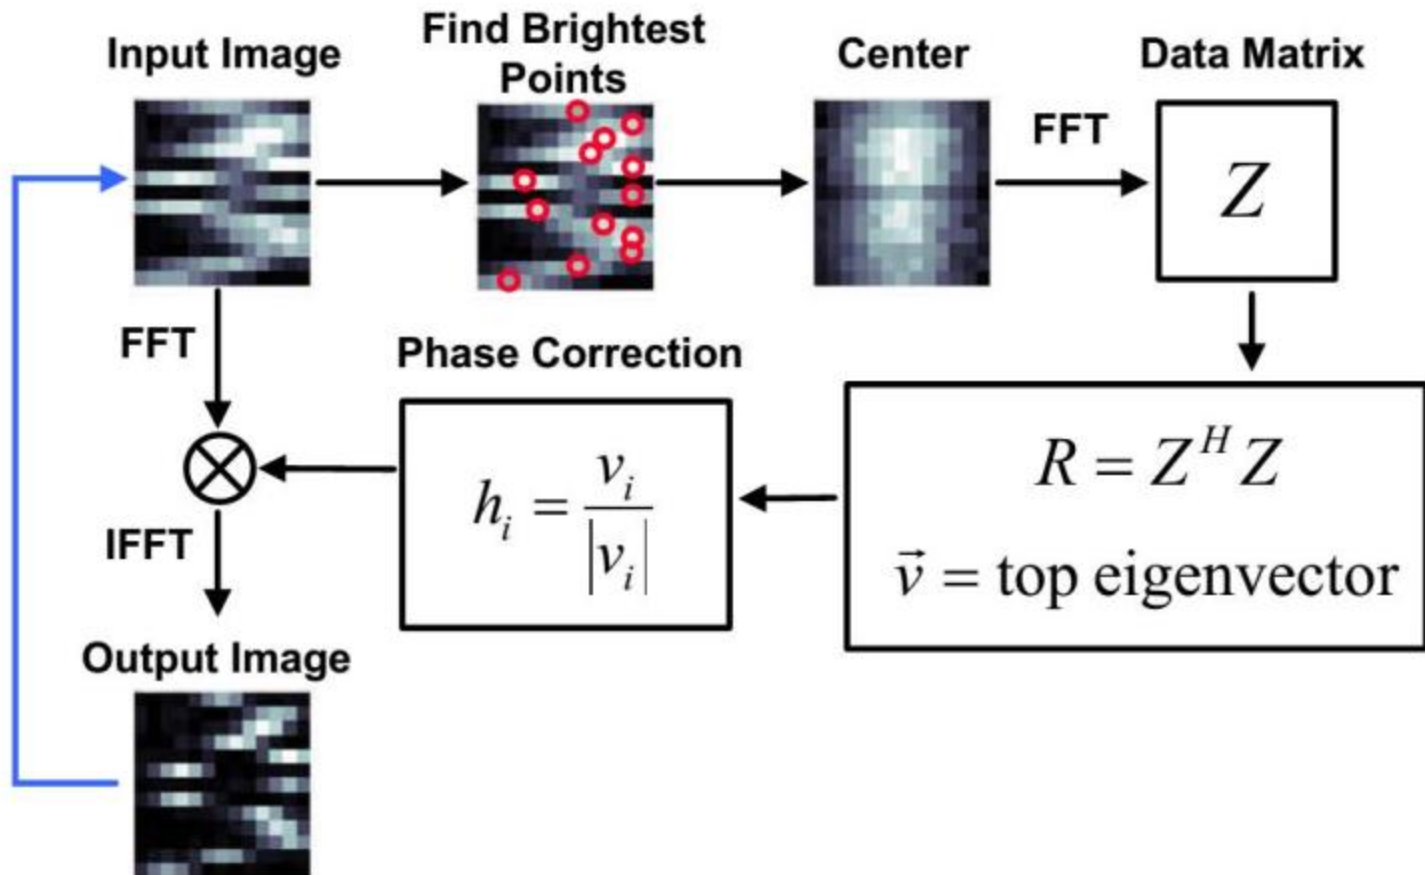 Input Image
Find Brightest
Points
Center
Data Matrix
FFT
Z
FFT
Phase Correction
h_i = v_i / |v_i|
R = Z^H Z
v⃗ = top eigenvector
IFFT
Output Image